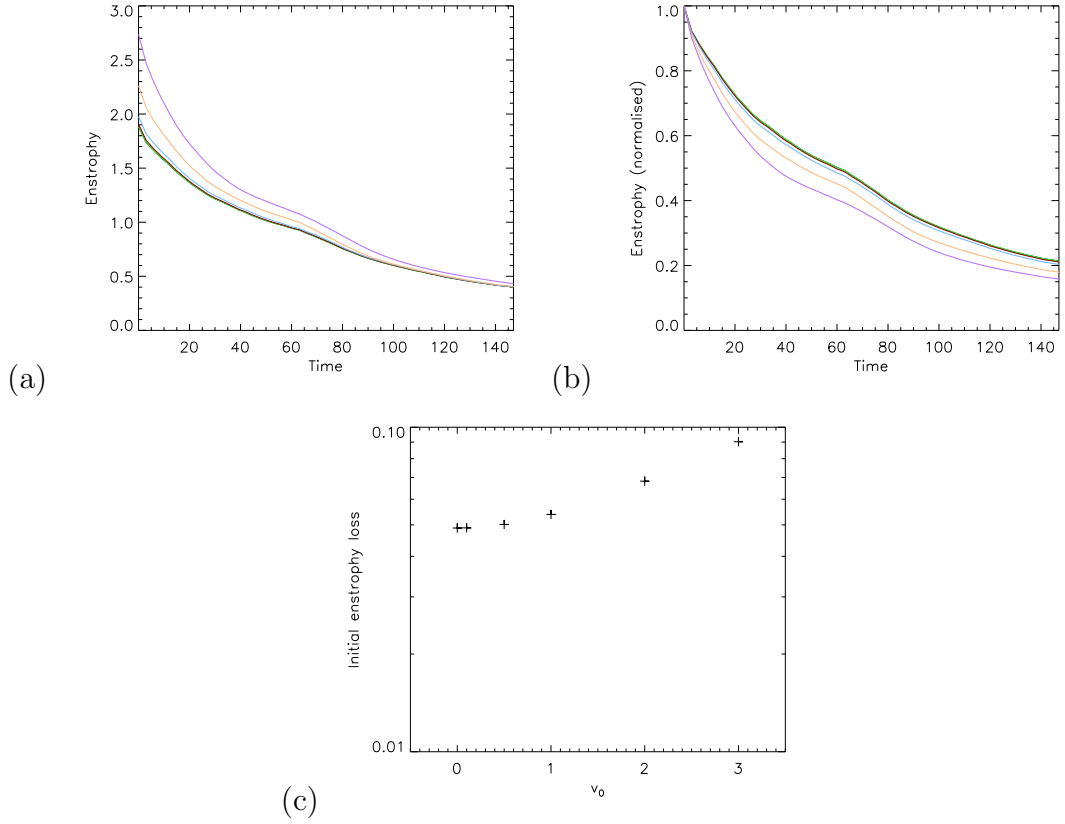 3.0
2.5
2.0
1.5
1.0
0.5
0.0
Enstrophy
20 40 60 80 100 120 140
Time
(a)
1.0
0.8
0.6
0.4
0.2
0.0
Enstrophy (normalised)
20 40 60 80 100 120 140
Time
(b)
0.10
0.01
Initial enstrophy loss
0 1 2 3
v₀
(c)